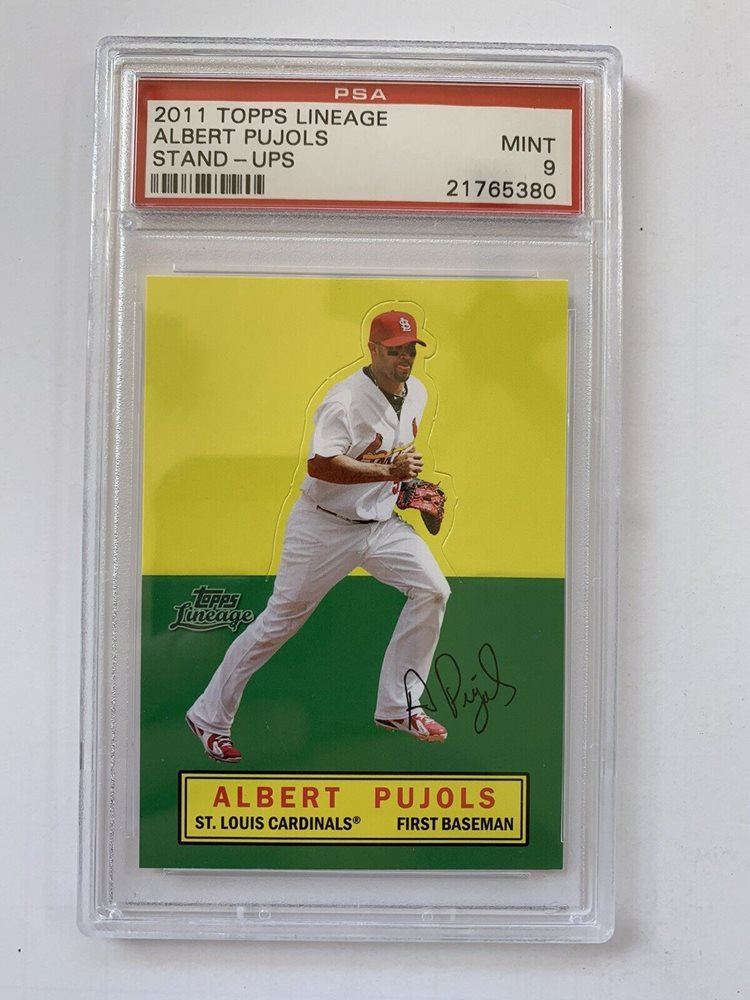 PSA
2011 TOPPS LINEAGE
ALBERT PUJOLS
STAND-UPS
MINT
9
21765380
topps
Lineage
A Pujols
ALBERT PUJOLS
ST. LOUIS CARDINALS® FIRST BASEMAN